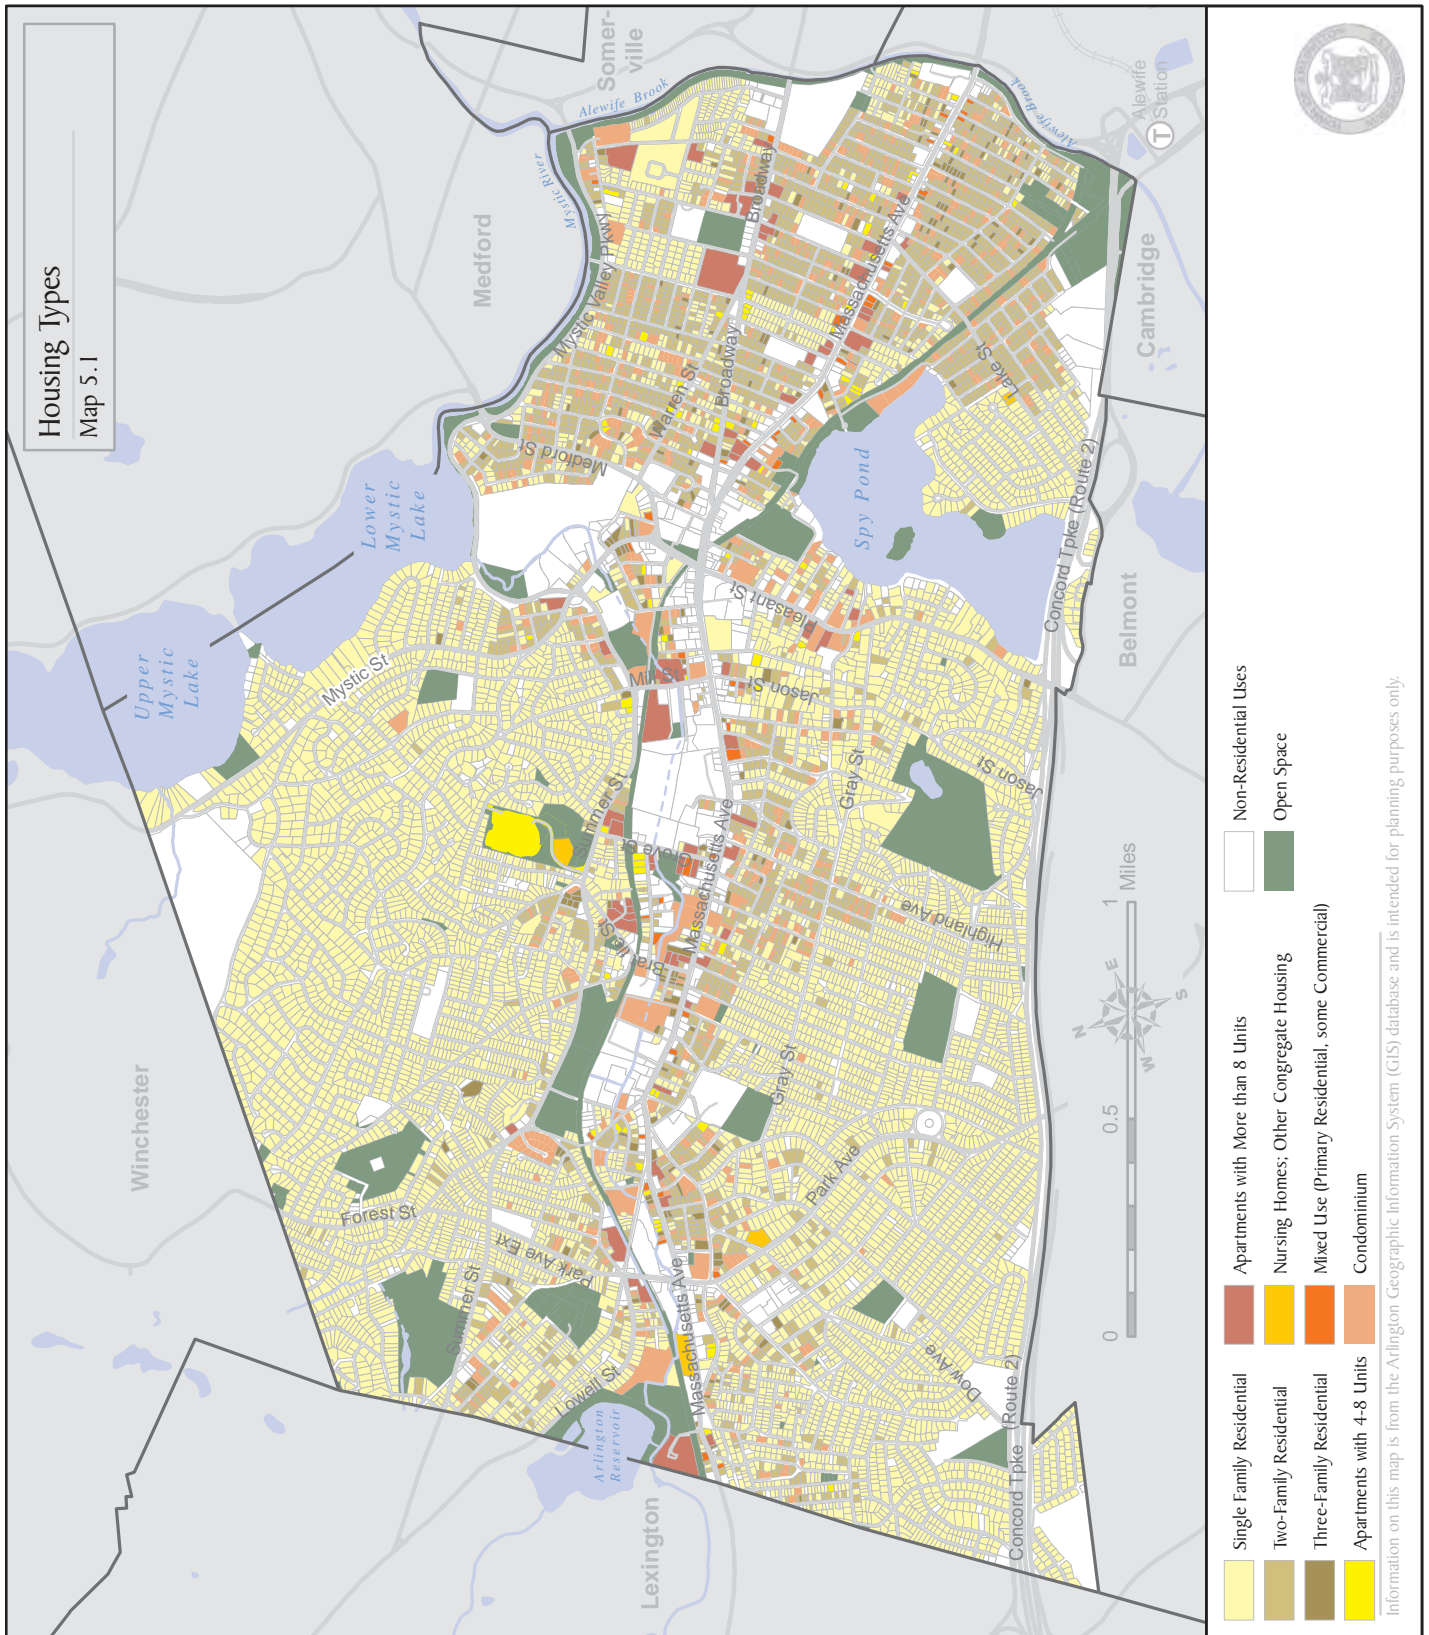 Housing Types
Map 5.1
Winchester
Medford
Somer-
ville
Lexington
Belmont
Cambridge
Upper
Mystic
Lake
Lower
Mystic
Lake
Mystic River
Alewife Brook
Alewife Brook
Alewife
Station
T
Spy Pond
Arlington
Reservoir
Mystic St
Mystic Valley Pkwy
Medford St
Warren St
Broadway
Broadway
Massachusetts Ave
Massachusetts Ave
Massachusetts Ave
Lake St
Pleasant St
Mill St
Jason St
Jason St
Gray St
Gray St
Summer St
Summer St
Grove St
Highland Ave
Forest St
Park Ave Ext
Park Ave
Lowell St
Dow Ave
Concord Tpke (Route 2)
Concord Tpke (Route 2)
0
0.5
1 Miles
N
E
S
W
Single Family Residential
Two-Family Residential
Three-Family Residential
Apartments with 4-8 Units
Apartments with More than 8 Units
Nursing Homes; Other Congregate Housing
Mixed Use (Primary Residential, some Commercial)
Condominium
Non-Residential Uses
Open Space
Information on this map is from the Arlington Geographic Information System (GIS) database and is intended for planning purposes only.